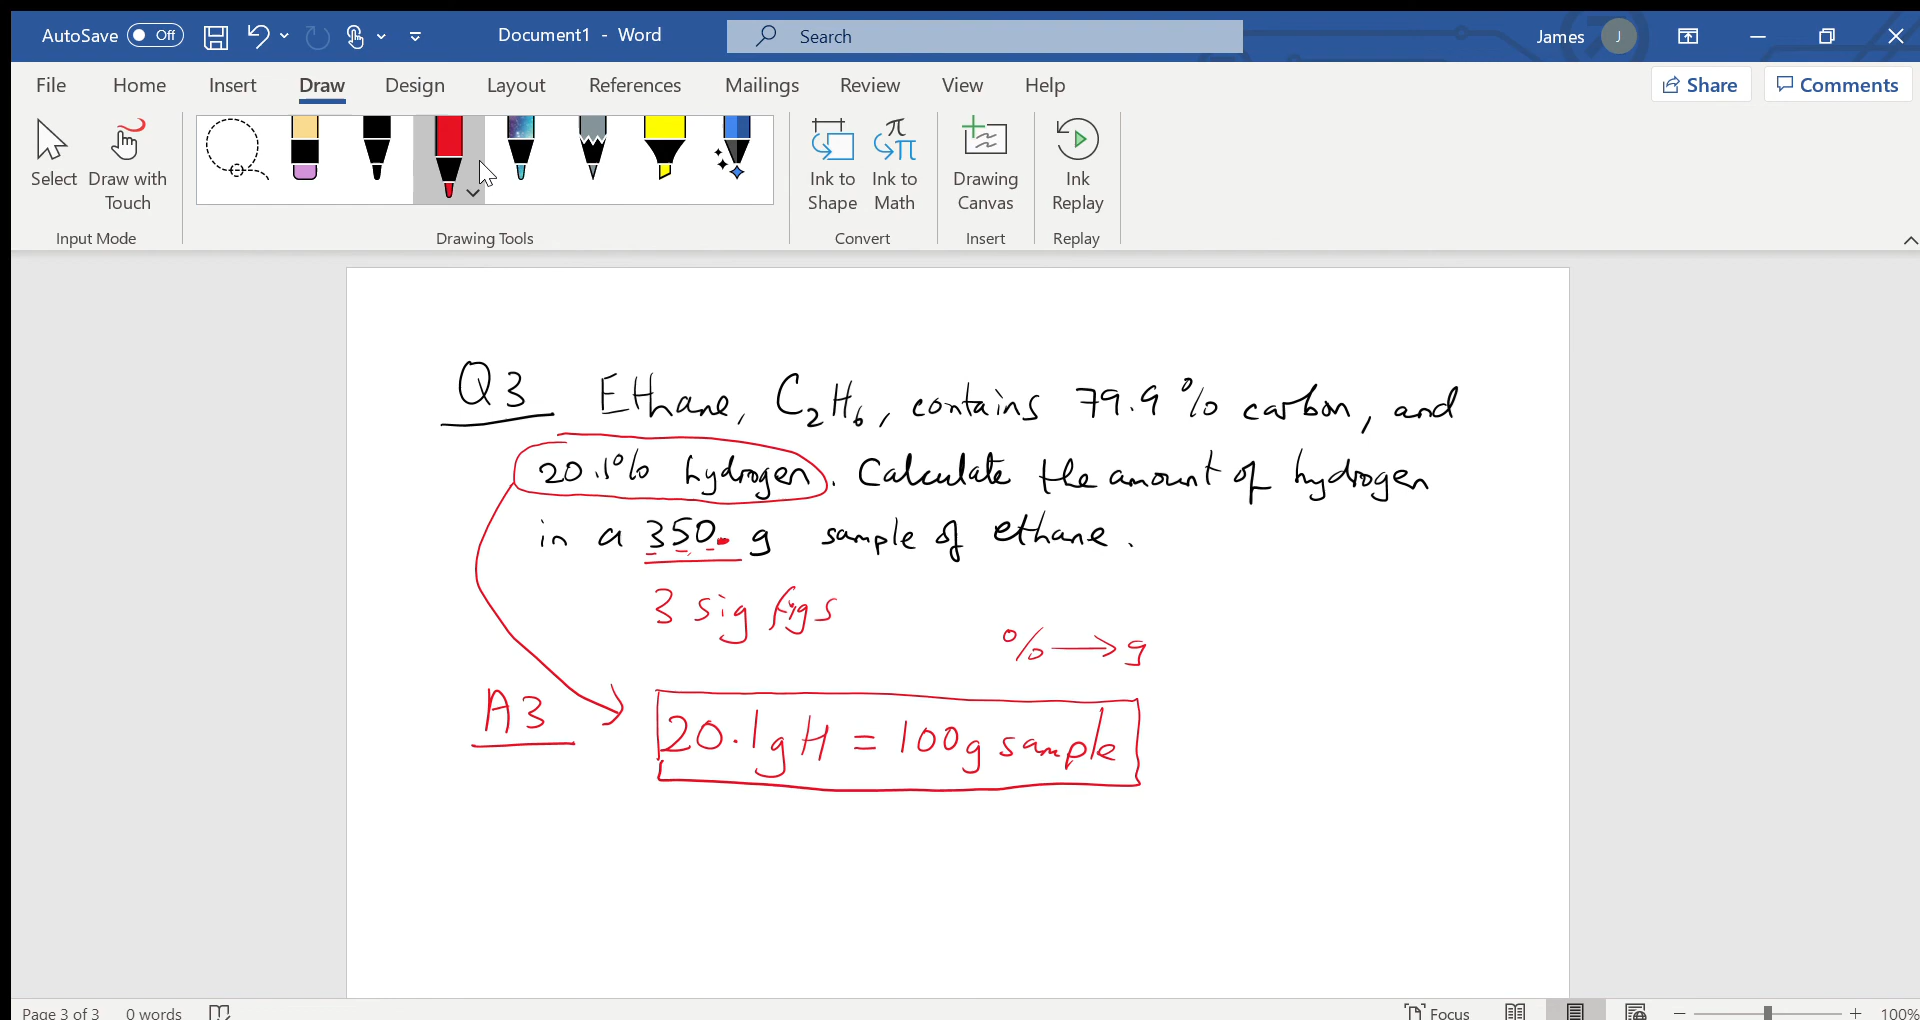 AutoSave Off Document1 - Word Search James J
File Home Insert Draw Design Layout References Mailings Review View Help Share Comments
Select Draw with Touch Ink to Shape Ink to Math Drawing Canvas Ink Replay
Input Mode Drawing Tools Convert Insert Replay
Q3 Ethane, C₂H₆, contains 79.9% carbon, and
20.1% hydrogen. Calculate the amount of hydrogen
in a 350. g sample of ethane.
3 sig figs
% → g
A3 20.1g H = 100g sample
Page 3 of 3 0 words Focus 100%